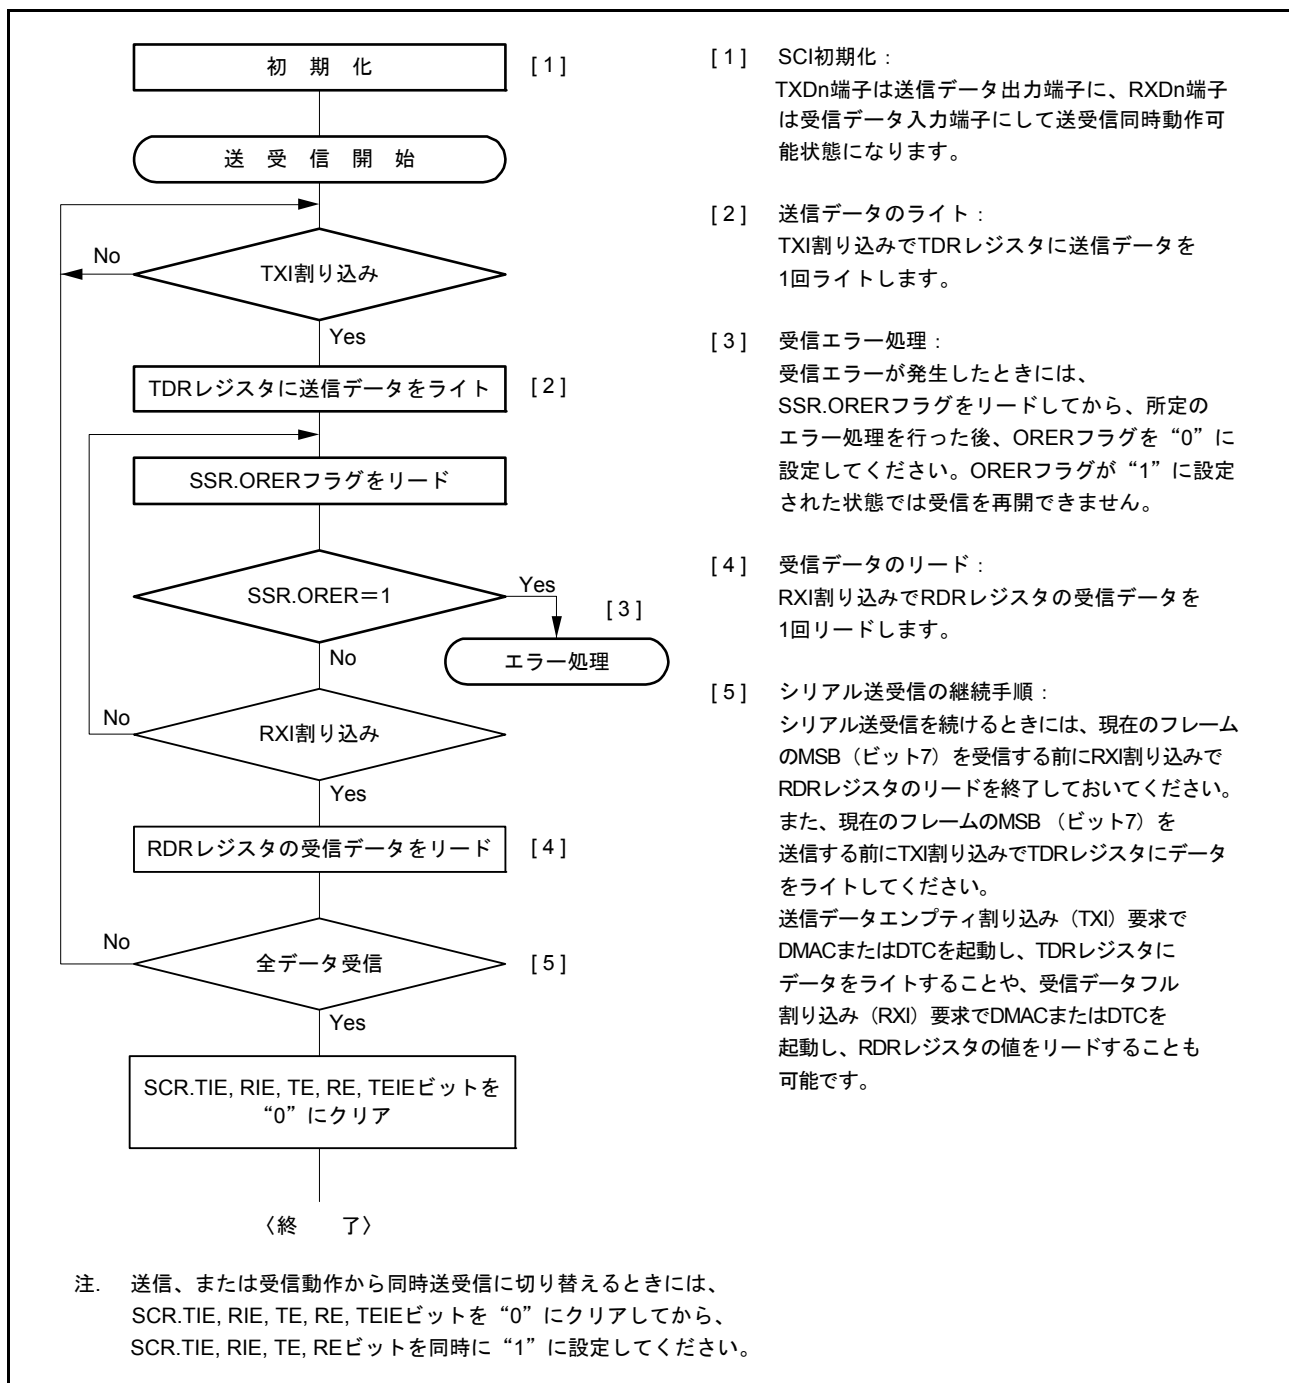 初 期 化
[ 1 ]
送 受 信 開 始
No
TXI割り込み
Yes
TDRレジスタに送信データをライト
[ 2 ]
SSR.ORERフラグをリード
SSR.ORER＝1
Yes
[ 3 ]
エラー処理
No
No
RXI割り込み
Yes
RDRレジスタの受信データをリード
[ 4 ]
No
全データ受信
[ 5 ]
Yes
SCR.TIE, RIE, TE, RE, TEIEビットを
“0”にクリア
〈終　了〉
[ 1 ] SCI初期化：
TXDn端子は送信データ出力端子に、RXDn端子
は受信データ入力端子にして送受信同時動作可
能状態になります。
[ 2 ] 送信データのライト：
TXI割り込みでTDRレジスタに送信データを
1回ライトします。
[ 3 ] 受信エラー処理：
受信エラーが発生したときには、
SSR.ORERフラグをリードしてから、所定の
エラー処理を行った後、ORERフラグを“0”に
設定してください。ORERフラグが“1”に設定
された状態では受信を再開できません。
[ 4 ] 受信データのリード：
RXI割り込みでRDRレジスタの受信データを
1回リードします。
[ 5 ] シリアル送受信の継続手順：
シリアル送受信を続けるときには、現在のフレーム
のMSB（ビット7）を受信する前にRXI割り込みで
RDRレジスタのリードを終了しておいてください。
また、現在のフレームのMSB （ビット7）を
送信する前にTXI割り込みでTDRレジスタにデータ
をライトしてください。
送信データエンプティ割り込み（TXI）要求で
DMACまたはDTCを起動し、TDRレジスタに
データをライトすることや、受信データフル
割り込み（RXI）要求でDMACまたはDTCを
起動し、RDRレジスタの値をリードすることも
可能です。
注. 送信、または受信動作から同時送受信に切り替えるときには、
SCR.TIE, RIE, TE, RE, TEIEビットを“0”にクリアしてから、
SCR.TIE, RIE, TE, REビットを同時に“1”に設定してください。